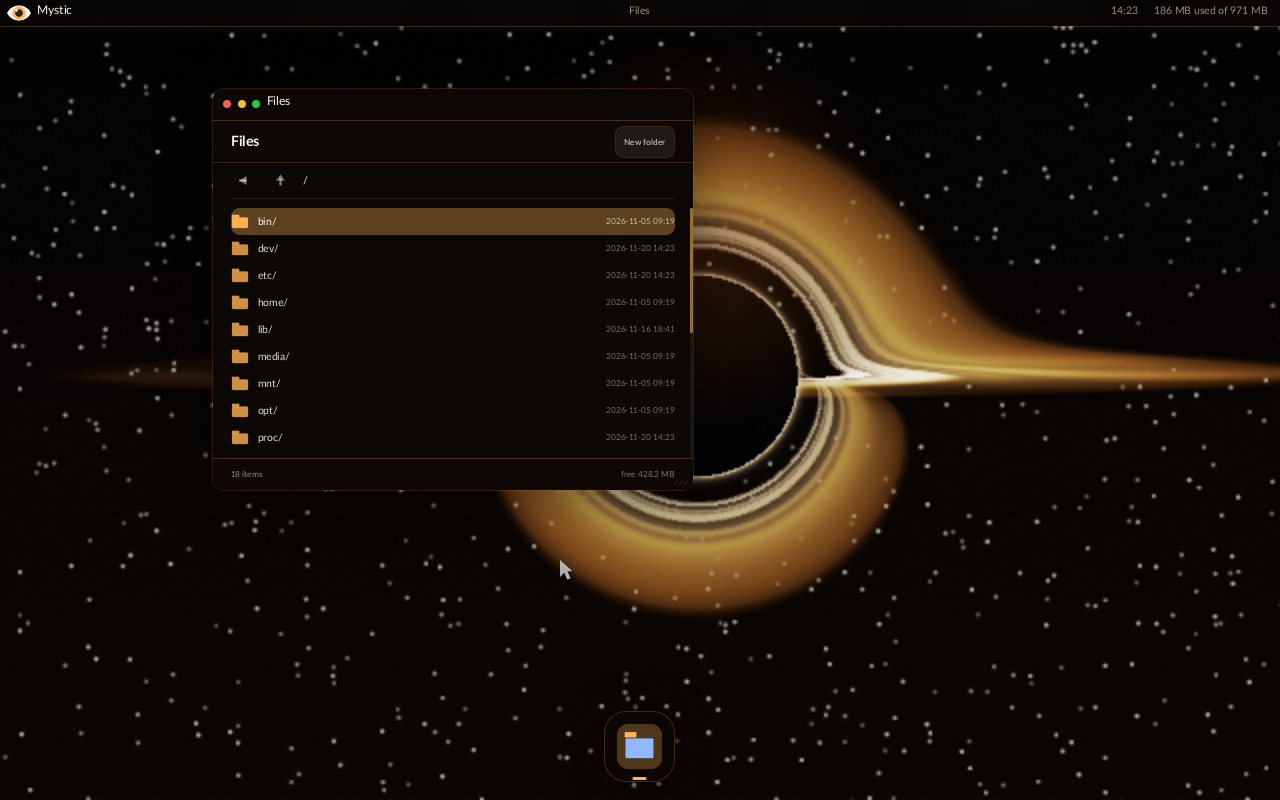 Mystic
Files
14:23 186 MB used of 971 MB
Files
Files
New folder
/
bin/ 2026-11-05 09:19
dev/ 2026-11-20 14:23
etc/ 2026-11-20 14:23
home/ 2026-11-05 09:19
lib/ 2026-11-16 18:41
media/ 2026-11-05 09:19
mnt/ 2026-11-05 09:19
opt/ 2026-11-05 09:19
proc/ 2026-11-20 14:23
18 items free 428.2 MB